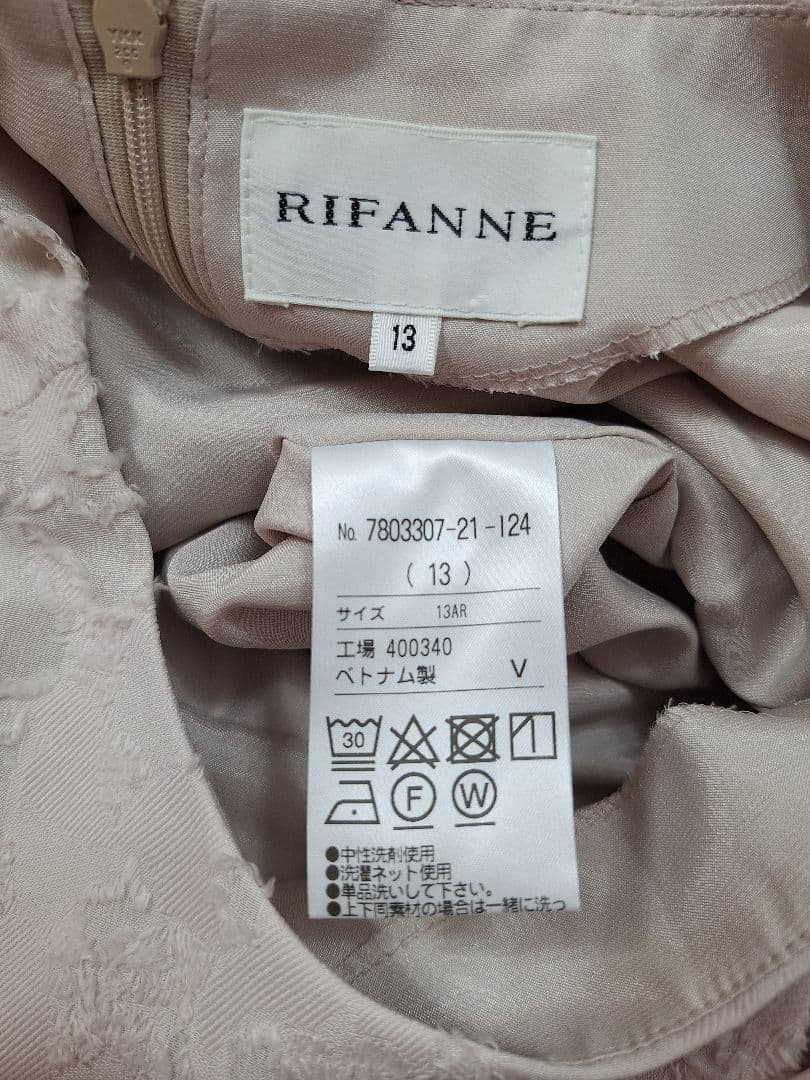 YKK
RIFANNE
13
No. 7803307-21-I24
( 13 )
サイズ 13AR
工場 400340
ベトナム製 V
30
F W
●中性洗剤使用
●洗濯ネット使用
●単品洗いして下さい。
●上下同素材の場合は一緒に洗っ